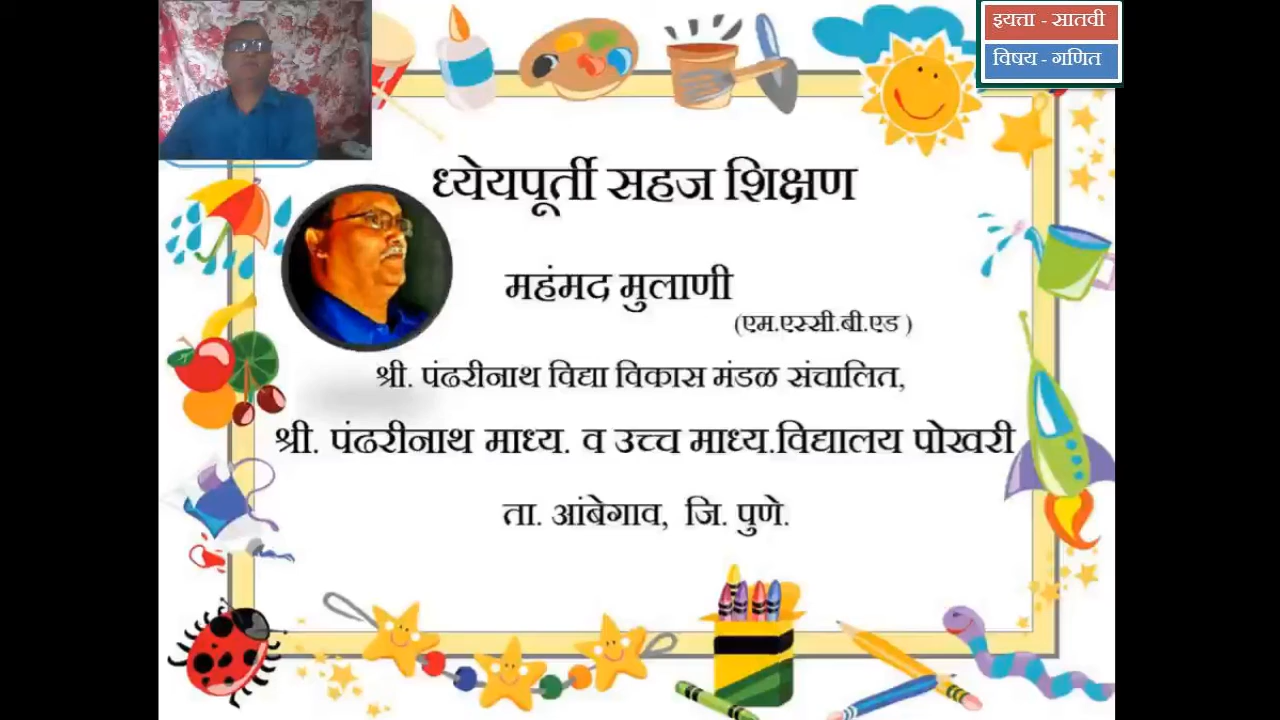 इयत्ता - सातवी
विषय - गणित
ध्येयपूर्ती सहज शिक्षण
महंमद मुलाणी
(एम.एस्सी.बी.एड )
श्री. पंढरीनाथ विद्या विकास मंडळ संचालित,
श्री. पंढरीनाथ माध्य. व उच्च माध्य.विद्यालय पोखरी
ता. आंबेगाव, जि. पुणे.